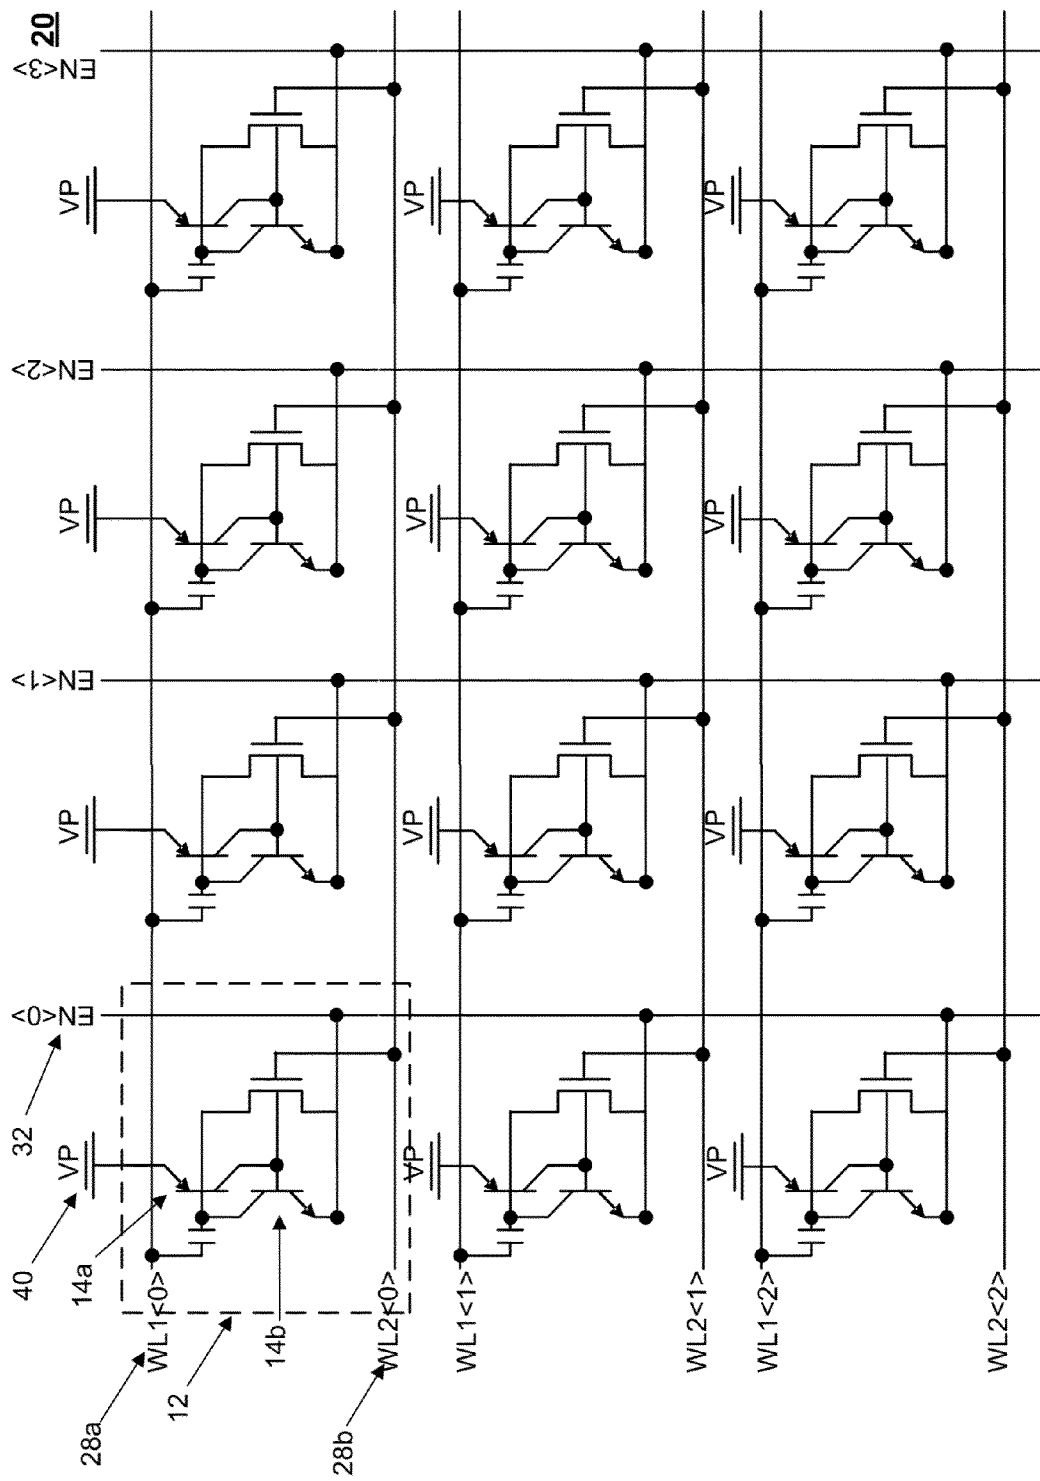 20
EN<3>
VP
VP
VP
EN<2>
VP
VP
VP
EN<1>
VP
VP
VP
EN<0>
32
VP
VP
VP
40
14a
14b
12
28a
28b
WL1<0>
WL2<0>
WL1<1>
WL2<1>
WL1<2>
WL2<2>